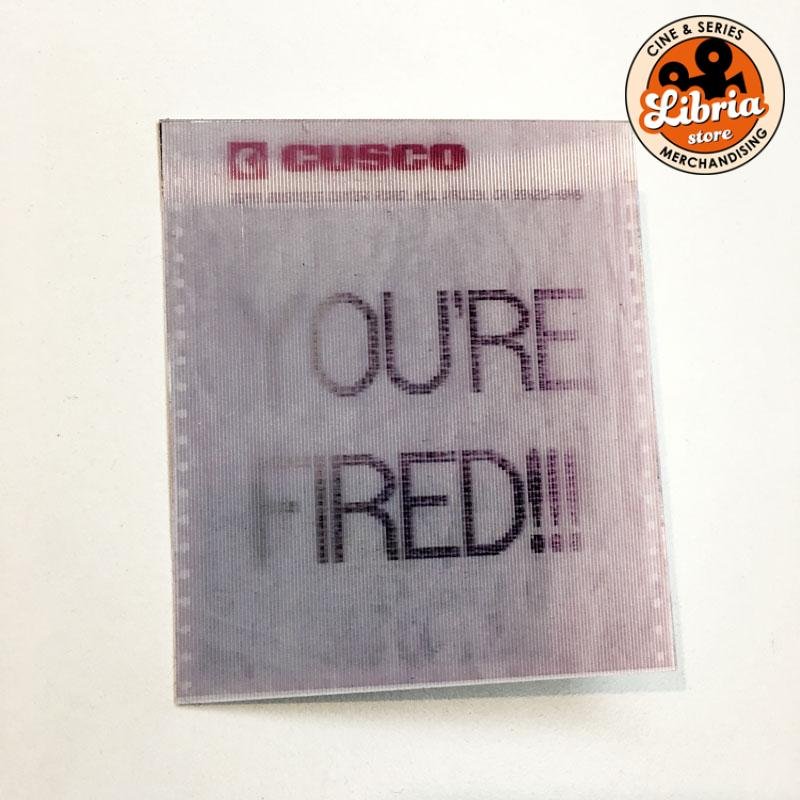 CINE & SERIES
Libria
store
MERCHANDISING
CUSCO
YOU'RE
FIRED!!!